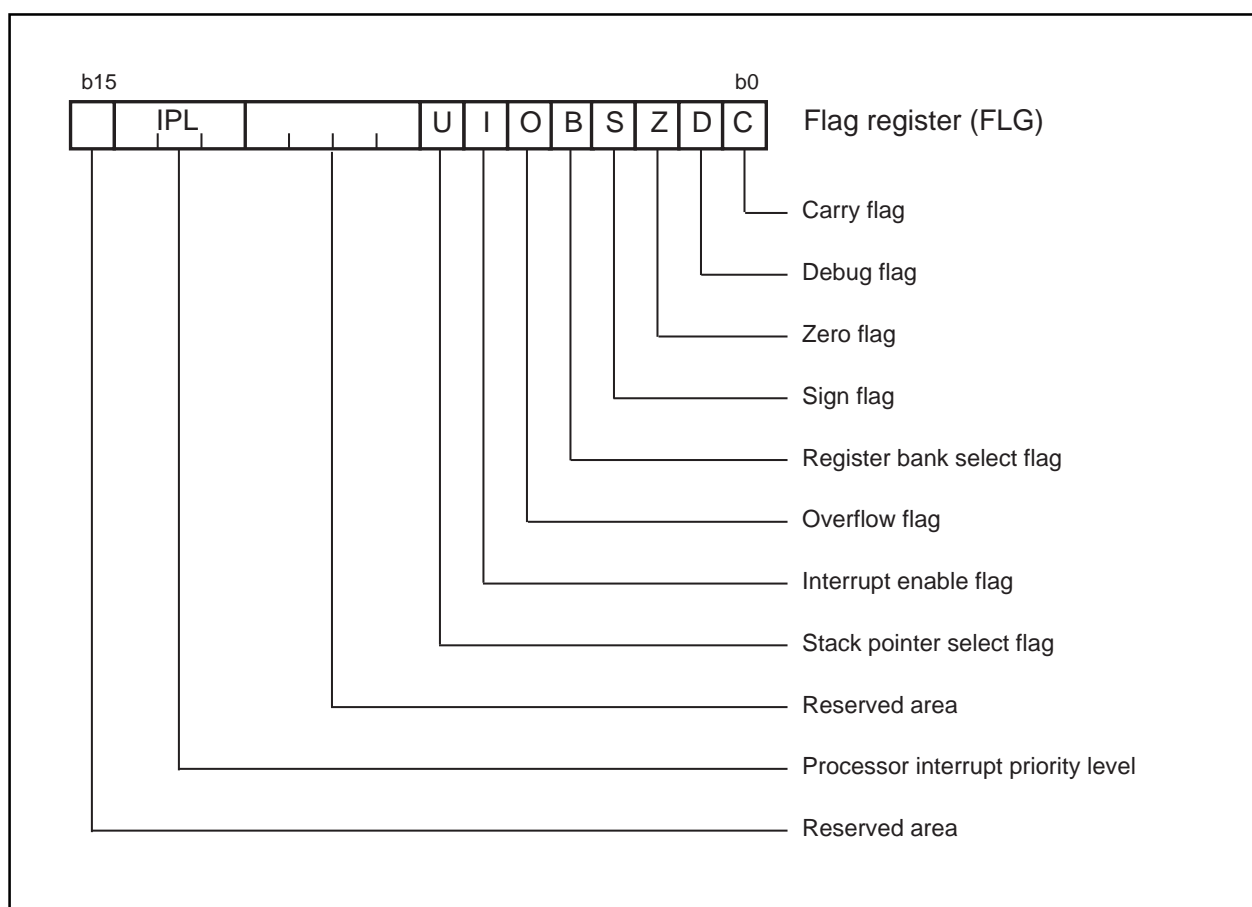 b15 b0
IPL U I O B S Z D C Flag register (FLG)
Carry flag
Debug flag
Zero flag
Sign flag
Register bank select flag
Overflow flag
Interrupt enable flag
Stack pointer select flag
Reserved area
Processor interrupt priority level
Reserved area